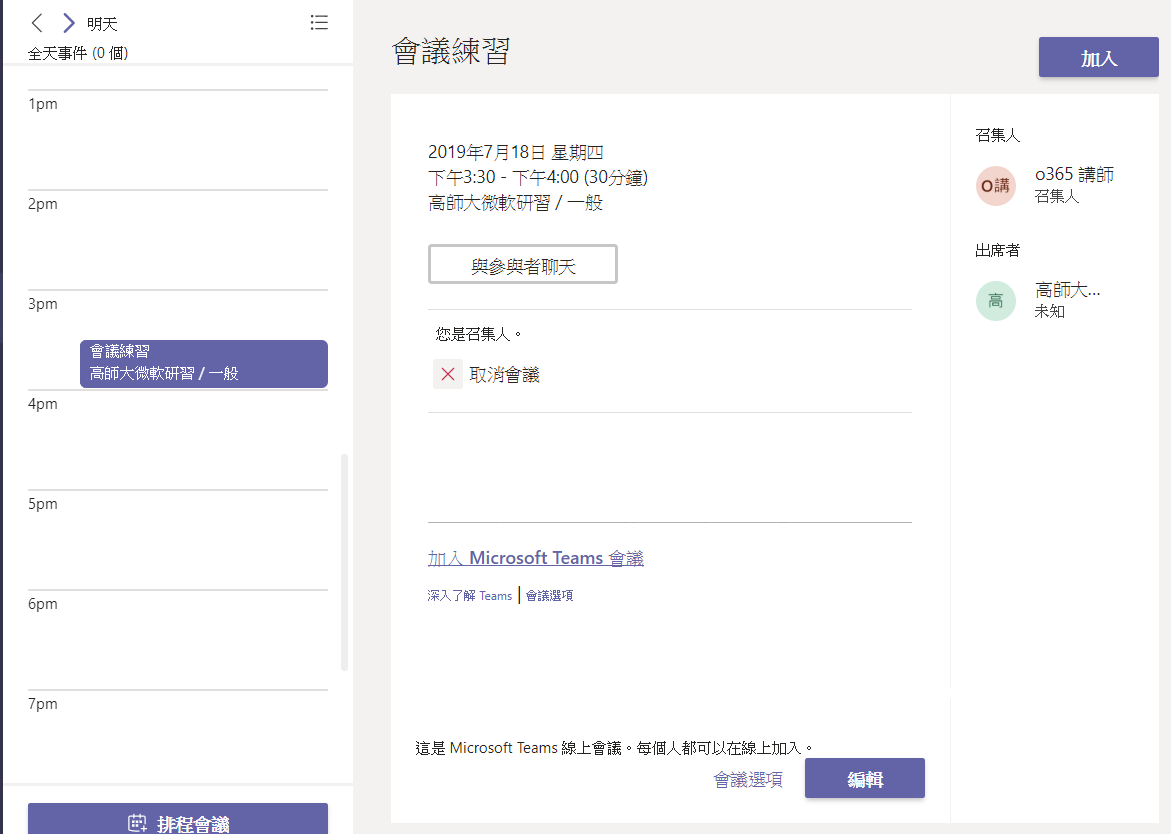 明天
全天事件 (0 個)
1pm
2pm
3pm
會議練習
高師大微軟研習 / 一般
4pm
5pm
6pm
7pm
排程會議
會議練習
加入
2019年7月18日 星期四
下午3:30 - 下午4:00 (30分鐘)
高師大微軟研習 / 一般
與參與者聊天
您是召集人。
取消會議
加入 Microsoft Teams 會議
深入了解 Teams | 會議選項
這是 Microsoft Teams 線上會議。每個人都可以在線上加入。
會議選項
編輯
召集人
O講
o365 講師
召集人
出席者
高
高師大...
未知